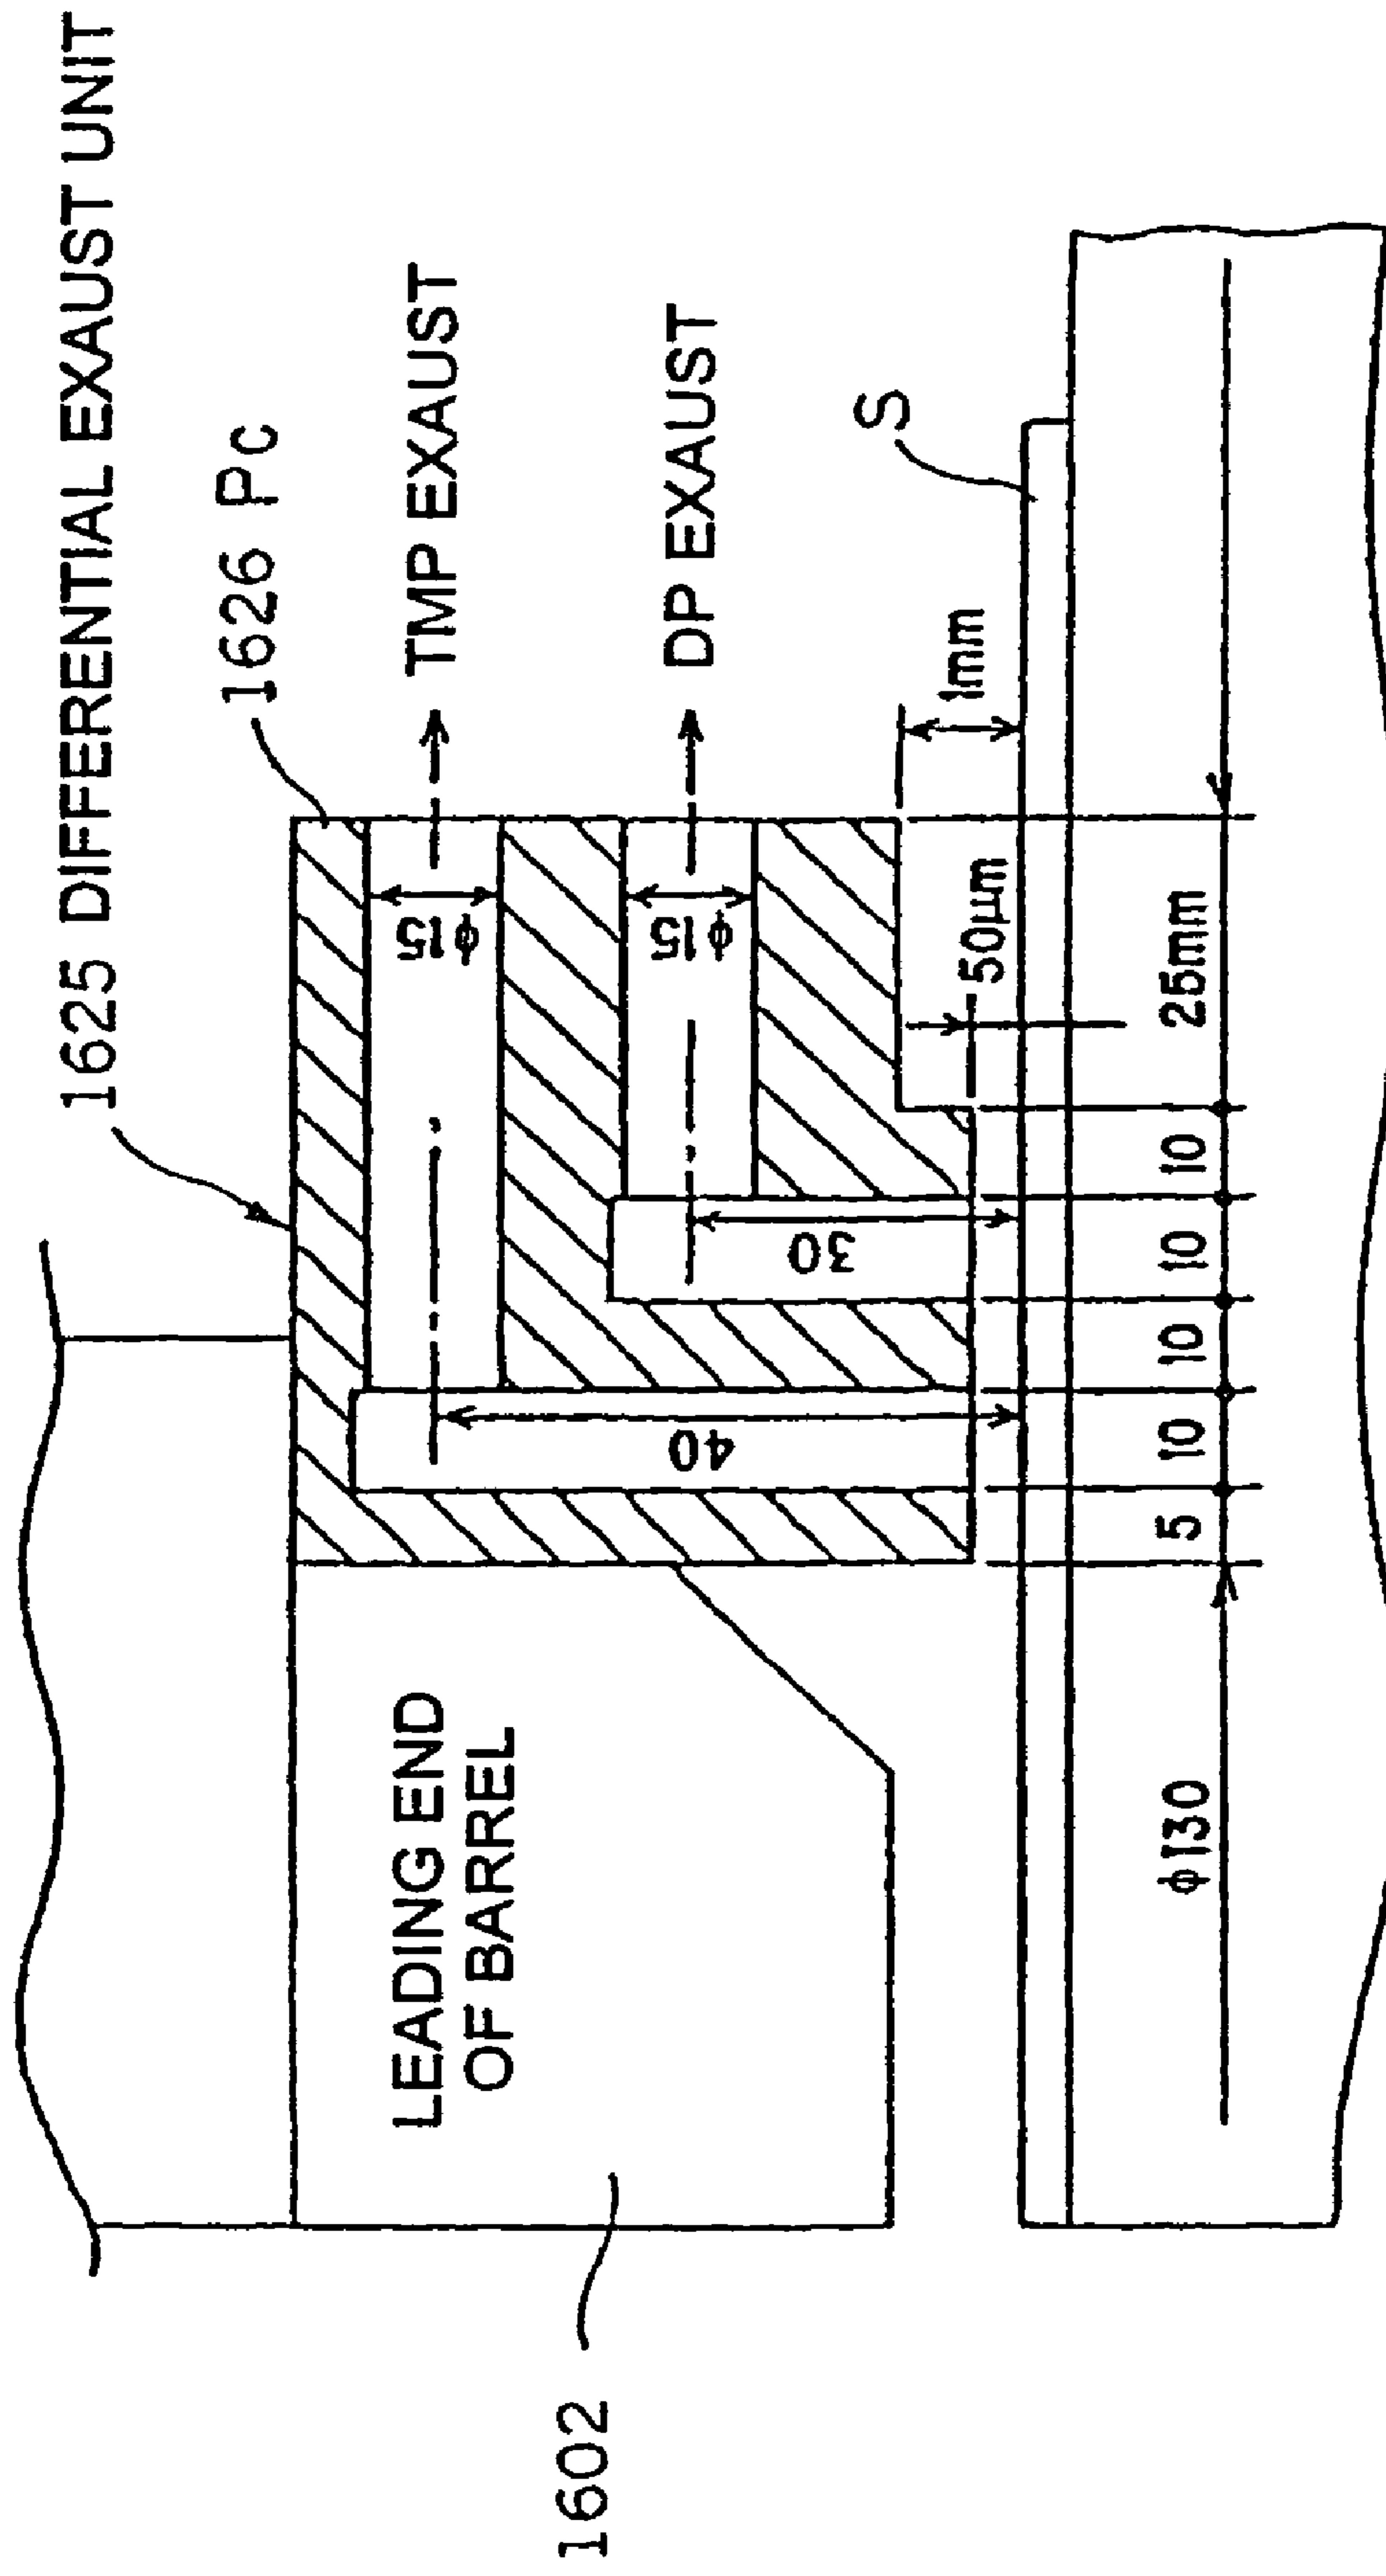 1625 DIFFERENTIAL EXAUST UNIT
1626 Pc
TMP EXAUST
DP EXAUST
S
φ15
φ15
1mm
50μm
40
30
LEADING END
OF BARREL
1602
φ130
5
10
10
10
10
25mm